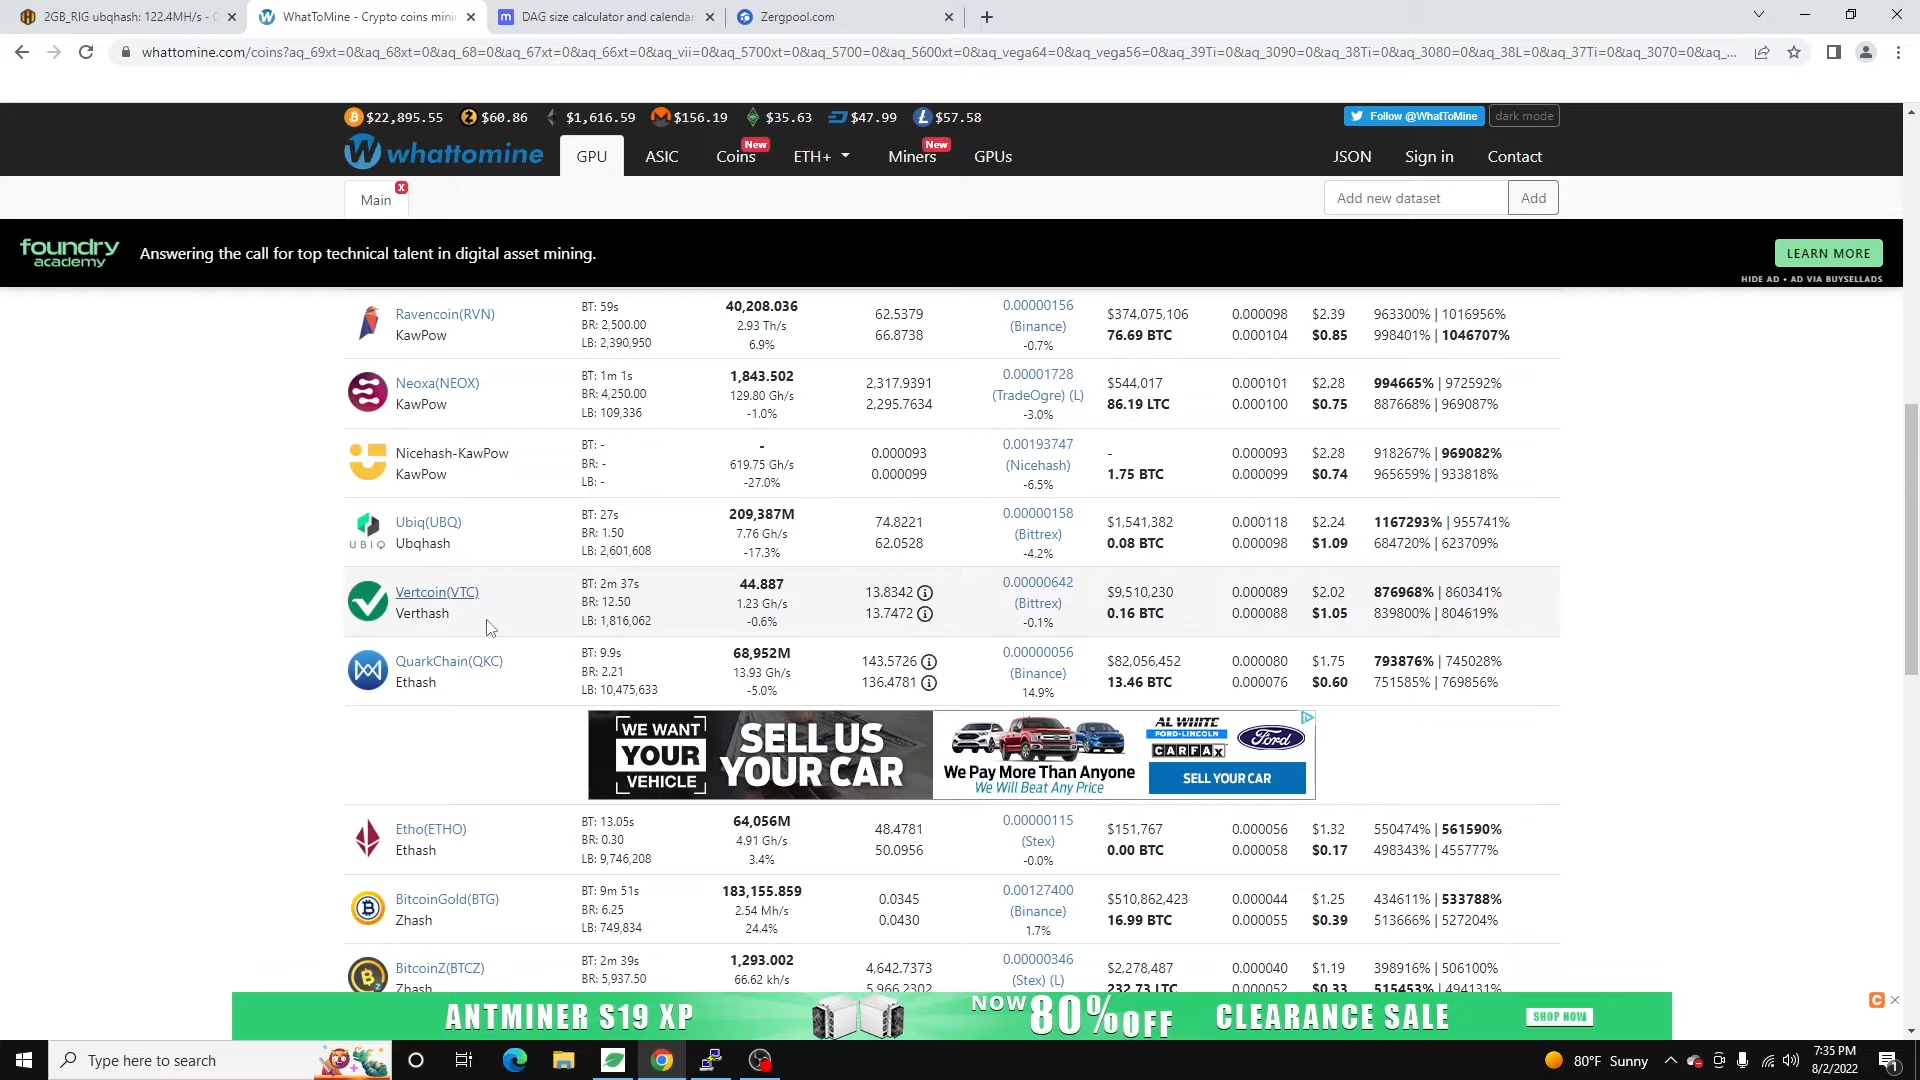 2GB_RIG ubqhash: 122.4MH/s -
WhatToMine - Crypto coins mini
DAG size calculator and calendar
Zergpool.com
whattomine.com/coins?aq_69xt=0&aq_68xt=0&aq_68=0&aq_67xt=0&aq_66xt=0&aq_vii=0&aq_5700xt=0&aq_5700=0&aq_5600xt=0&aq_vega64=0&aq_vega56=0&aq_39Ti=0&aq_3090=0&aq_38Ti=0&aq_3080=0&aq_38L=0&aq_37Ti=0&aq_3070=0&aq_...
$22,895.55 $60.86 $1,616.59 $156.19 $35.63 $47.99 $57.58
Follow @WhatToMine
dark mode
whattomine
GPU ASIC Coins New ETH+ Miners New GPUs
JSON Sign in Contact
Main x
Add new dataset Add
foundry
academy
Answering the call for top technical talent in digital asset mining.
LEARN MORE
HIDE AD • AD VIA BUYSELLADS
Ravencoin(RVN)
KawPow
BT: 59s
BR: 2,500.00
LB: 2,390,950
40,208.036
2.93 Th/s
6.9%
62.5379
66.8738
0.00000156
(Binance)
-0.7%
$374,075,106
76.69 BTC
0.000098
0.000104
$2.39
$0.85
963300% | 1016956%
998401% | 1046707%
Neoxa(NEOX)
KawPow
BT: 1m 1s
BR: 4,250.00
LB: 109,336
1,843.502
129.80 Gh/s
-1.0%
2,317.9391
2,295.7634
0.00001728
(TradeOgre) (L)
-3.0%
$544,017
86.19 LTC
0.000101
0.000100
$2.28
$0.75
994665% | 972592%
887668% | 969087%
Nicehash-KawPow
KawPow
BT: -
BR: -
LB: -
-
619.75 Gh/s
-27.0%
0.000093
0.000099
0.00193747
(Nicehash)
-6.5%
-
1.75 BTC
0.000093
0.000099
$2.28
$0.74
918267% | 969082%
965659% | 933818%
UBIQ
Ubiq(UBQ)
Ubqhash
BT: 27s
BR: 1.50
LB: 2,601,608
209,387M
7.76 Gh/s
-17.3%
74.8221
62.0528
0.00000158
(Bittrex)
-4.2%
$1,541,382
0.08 BTC
0.000118
0.000098
$2.24
$1.09
1167293% | 955741%
684720% | 623709%
Vertcoin(VTC)
Verthash
BT: 2m 37s
BR: 12.50
LB: 1,816,062
44.887
1.23 Gh/s
-0.6%
13.8342
13.7472
0.00000642
(Bittrex)
-0.1%
$9,510,230
0.16 BTC
0.000089
0.000088
$2.02
$1.05
876968% | 860341%
839800% | 804619%
QuarkChain(QKC)
Ethash
BT: 9.9s
BR: 2.21
LB: 10,475,633
68,952M
13.93 Gh/s
-5.0%
143.5726
136.4781
0.00000056
(Binance)
14.9%
$82,056,452
13.46 BTC
0.000080
0.000076
$1.75
$0.60
793876% | 745028%
751585% | 769856%
WE WANT
YOUR
VEHICLE
SELL US
YOUR CAR
We Pay More Than Anyone
We Will Beat Any Price
AL WHITE
FORD-LINCOLN
CARFAX
Ford
SELL YOUR CAR
Etho(ETHO)
Ethash
BT: 13.05s
BR: 0.30
LB: 9,746,208
64,056M
4.91 Gh/s
3.4%
48.4781
50.0956
0.00000115
(Stex)
-0.0%
$151,767
0.00 BTC
0.000056
0.000058
$1.32
$0.17
550474% | 561590%
498343% | 455777%
BitcoinGold(BTG)
Zhash
BT: 9m 51s
BR: 6.25
LB: 749,834
183,155.859
2.54 Mh/s
24.4%
0.0345
0.0430
0.00127400
(Binance)
1.7%
$510,862,423
16.99 BTC
0.000044
0.000055
$1.25
$0.39
434611% | 533788%
513666% | 527204%
BitcoinZ(BTCZ)
Zhash
BT: 2m 39s
BR: 5,937.50
1,293.002
66.62 kh/s
4,642.7373
5,966.2302
0.00000346
(Stex) (L)
$2,278,487
232.73 LTC
0.000040
0.000052
$1.19
$0.33
398916% | 506100%
515453% | 494131%
ANTMINER S19 XP
NOW 80% OFF
CLEARANCE SALE
SHOP NOW
Type here to search
80°F Sunny
7:35 PM
8/2/2022
1